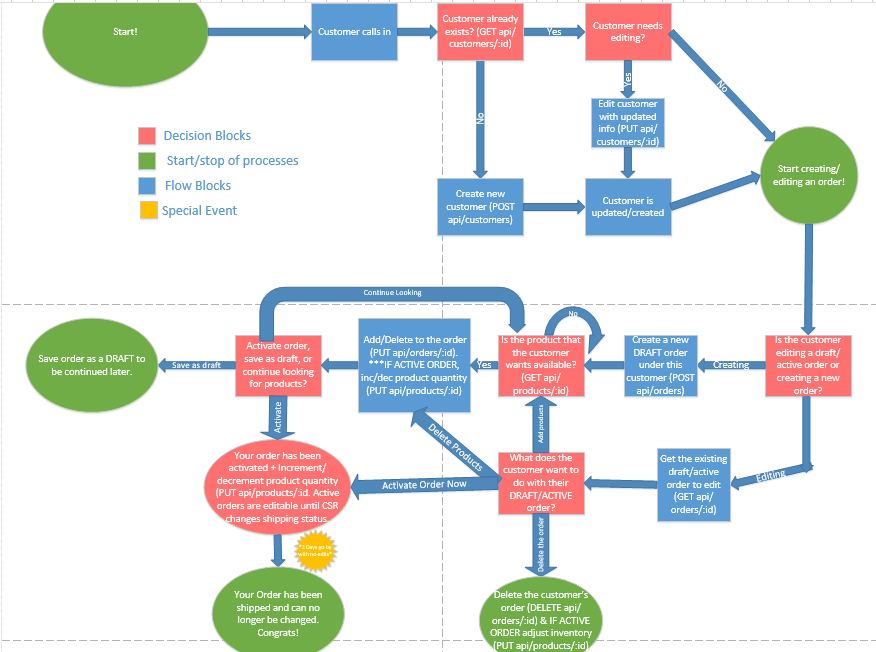 Start!
Customer calls in
Customer already
exists? (GET api/
customers/:id)
Yes
Customer needs
editing?
No
Yes
No
Edit customer
with updated
info (PUT api/
customers/:id)
Decision Blocks
Start/stop of processes
Flow Blocks
Special Event
Create new
customer (POST
api/customers)
Customer is
updated/created
Start creating/
editing an order!
Continue Looking
No
Save order as a DRAFT to
be continued later.
Save as draft
Activate order,
save as draft, or
continue looking
for products?
Add/Delete to the order
(PUT api/orders/:id).
***IF ACTIVE ORDER,
inc/dec product quantity
(PUT api/products/:id)
Yes
Is the product that
the customer
wants available?
(GET api/
products/:id)
Create a new
DRAFT order
under this
customer (POST
api/orders)
Creating
Is the customer
editing a draft/
active order or
creating a new
order?
Activate
Delete Products
Add products
Your order has been
activated + Increment/
decrement product quantity
(PUT api/products/:id. Active
orders are editable until CSR
changes shipping status.
Activate Order Now
What does the
customer want to
do with their
DRAFT/ACTIVE
order?
Get the existing
draft/active
order to edit
(GET api/
orders/:id)
Editing
Delete the order
Your Order has been
shipped and can no
longer be changed.
Congrats!
Delete the customer's
order (DELETE api/
orders/:id) & IF ACTIVE
ORDER adjust inventory
(PUT api/products/:id)